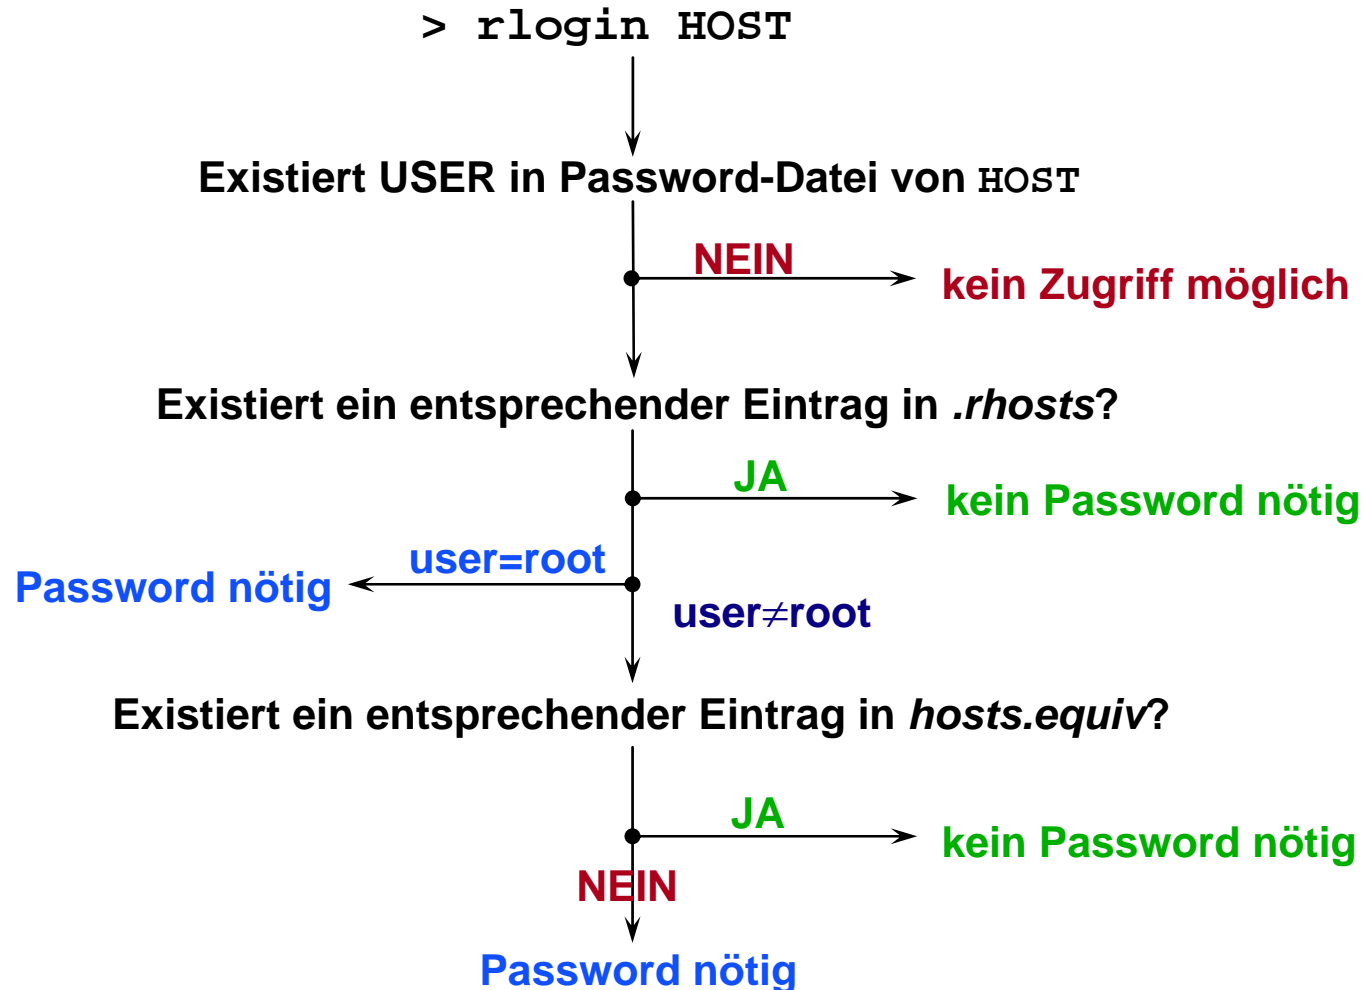 > rlogin HOST
Existiert USER in Password-Datei von HOST
NEIN
kein Zugriff möglich
Existiert ein entsprechender Eintrag in .rhosts?
JA
kein Password nötig
user=root
Password nötig
user≠root
Existiert ein entsprechender Eintrag in hosts.equiv?
JA
kein Password nötig
NEIN
Password nötig